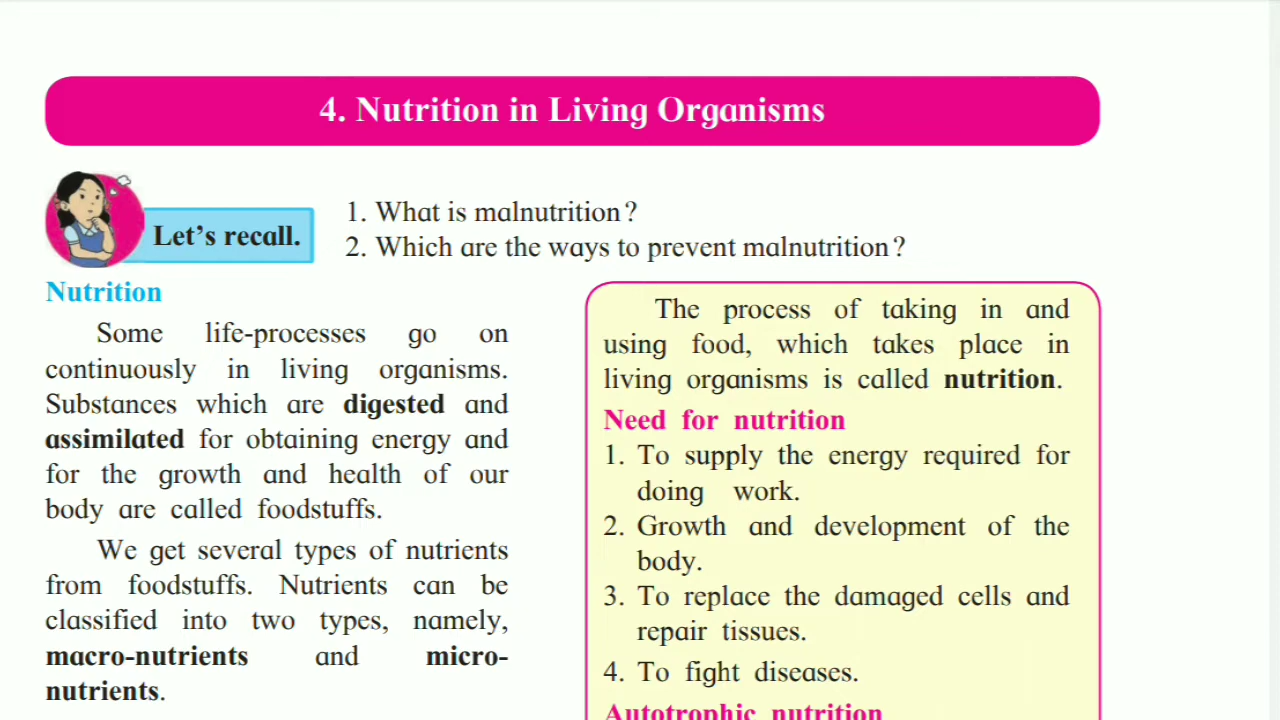 4. Nutrition in Living Organisms
Let's recall.
1. What is malnutrition?
2. Which are the ways to prevent malnutrition?
Nutrition
Some life-processes go on
continuously in living organisms.
Substances which are digested and
assimilated for obtaining energy and
for the growth and health of our
body are called foodstuffs.
We get several types of nutrients
from foodstuffs. Nutrients can be
classified into two types, namely,
macro-nutrients and micro-
nutrients.
The process of taking in and
using food, which takes place in
living organisms is called nutrition.
Need for nutrition
1. To supply the energy required for
doing work.
2. Growth and development of the
body.
3. To replace the damaged cells and
repair tissues.
4. To fight diseases.
Autotrophic nutrition